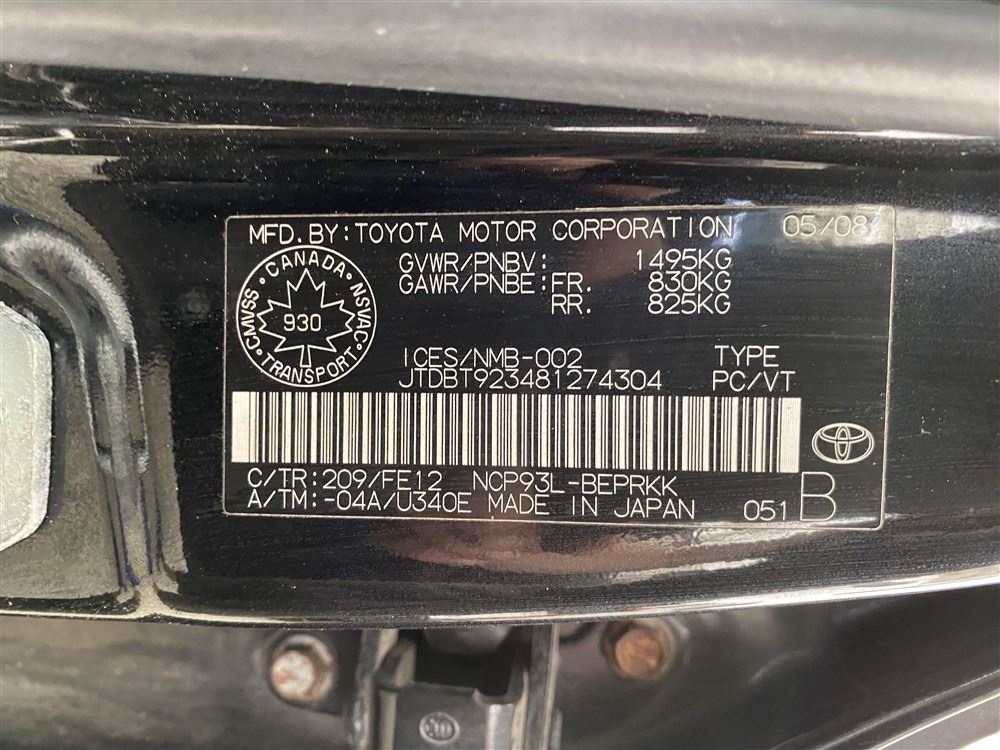 MFD.BY:TOYOTA MOTOR CORPORATION 05/08
GVWR/PNBV: 1495KG
GAWR/PNBE:FR. 830KG
RR. 825KG
CANADA
CMVSS NSVAC
930
TRANSPORT
ICES/NMB-002 TYPE
JTDBT923481274304 PC/VT
C/TR:209/FE12 NCP93L-BEPRKK
A/TM:-04A/U340E MADE IN JAPAN 051 B